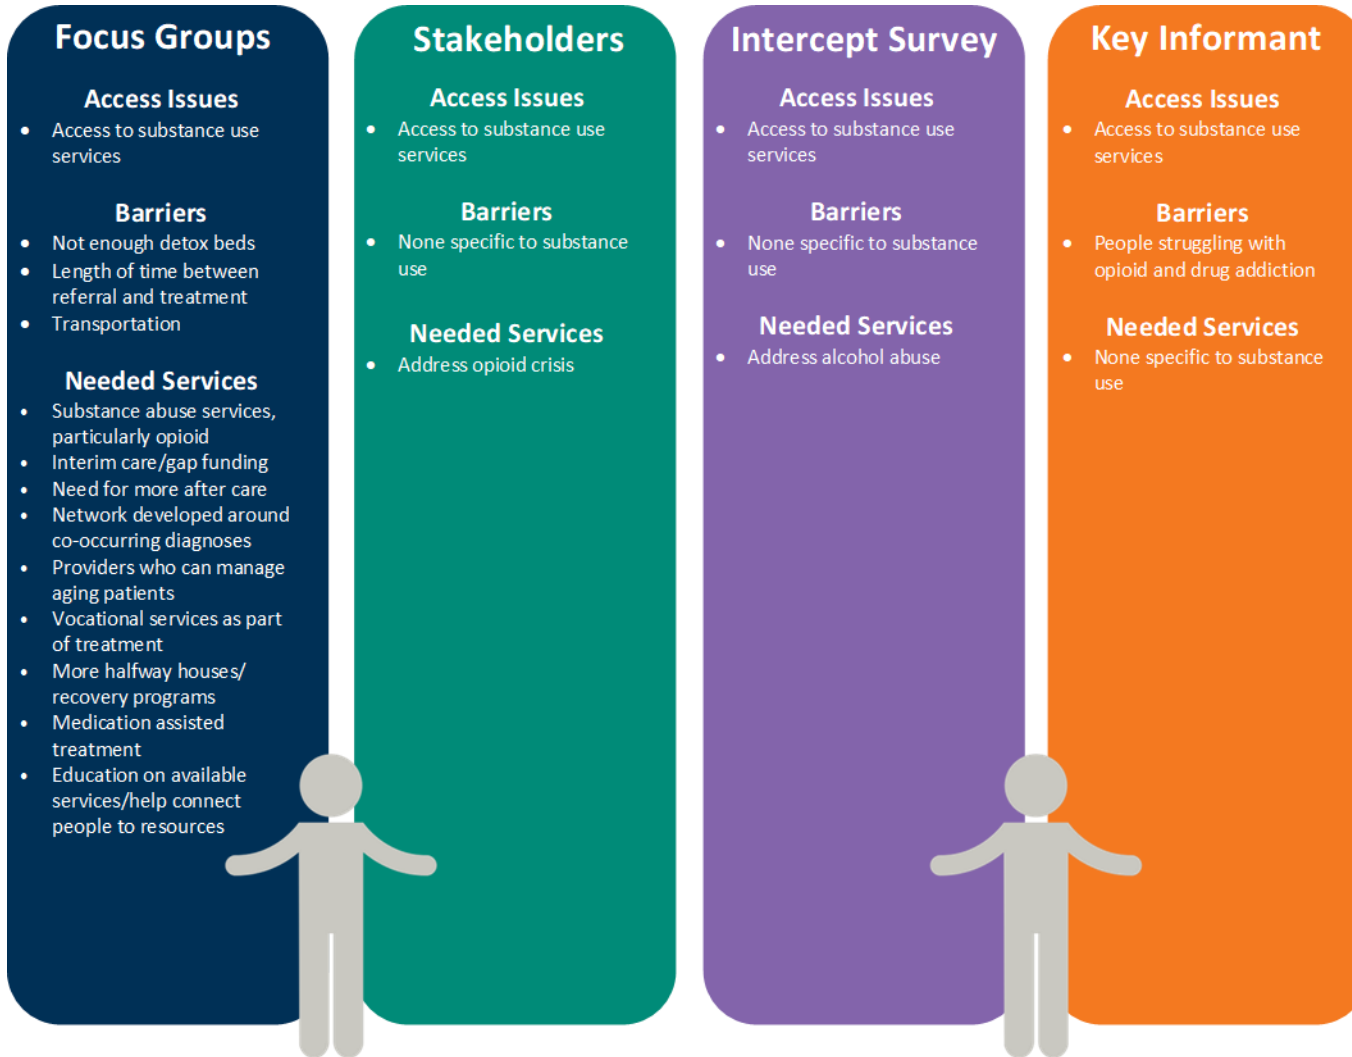 Focus Groups
Access Issues
• Access to substance use
services
Barriers
• Not enough detox beds
• Length of time between
referral and treatment
• Transportation
Needed Services
• Substance abuse services,
particularly opioid
• Interim care/gap funding
• Need for more after care
• Network developed around
co-occurring diagnoses
• Providers who can manage
aging patients
• Vocational services as part
of treatment
• More halfway houses/
recovery programs
• Medication assisted
treatment
• Education on available
services/help connect
people to resources
Stakeholders
Access Issues
• Access to substance use
services
Barriers
• None specific to substance
use
Needed Services
• Address opioid crisis
Intercept Survey
Access Issues
• Access to substance use
services
Barriers
• None specific to substance
use
Needed Services
• Address alcohol abuse
Key Informant
Access Issues
• Access to substance use
services
Barriers
• People struggling with
opioid and drug addiction
Needed Services
• None specific to substance
use